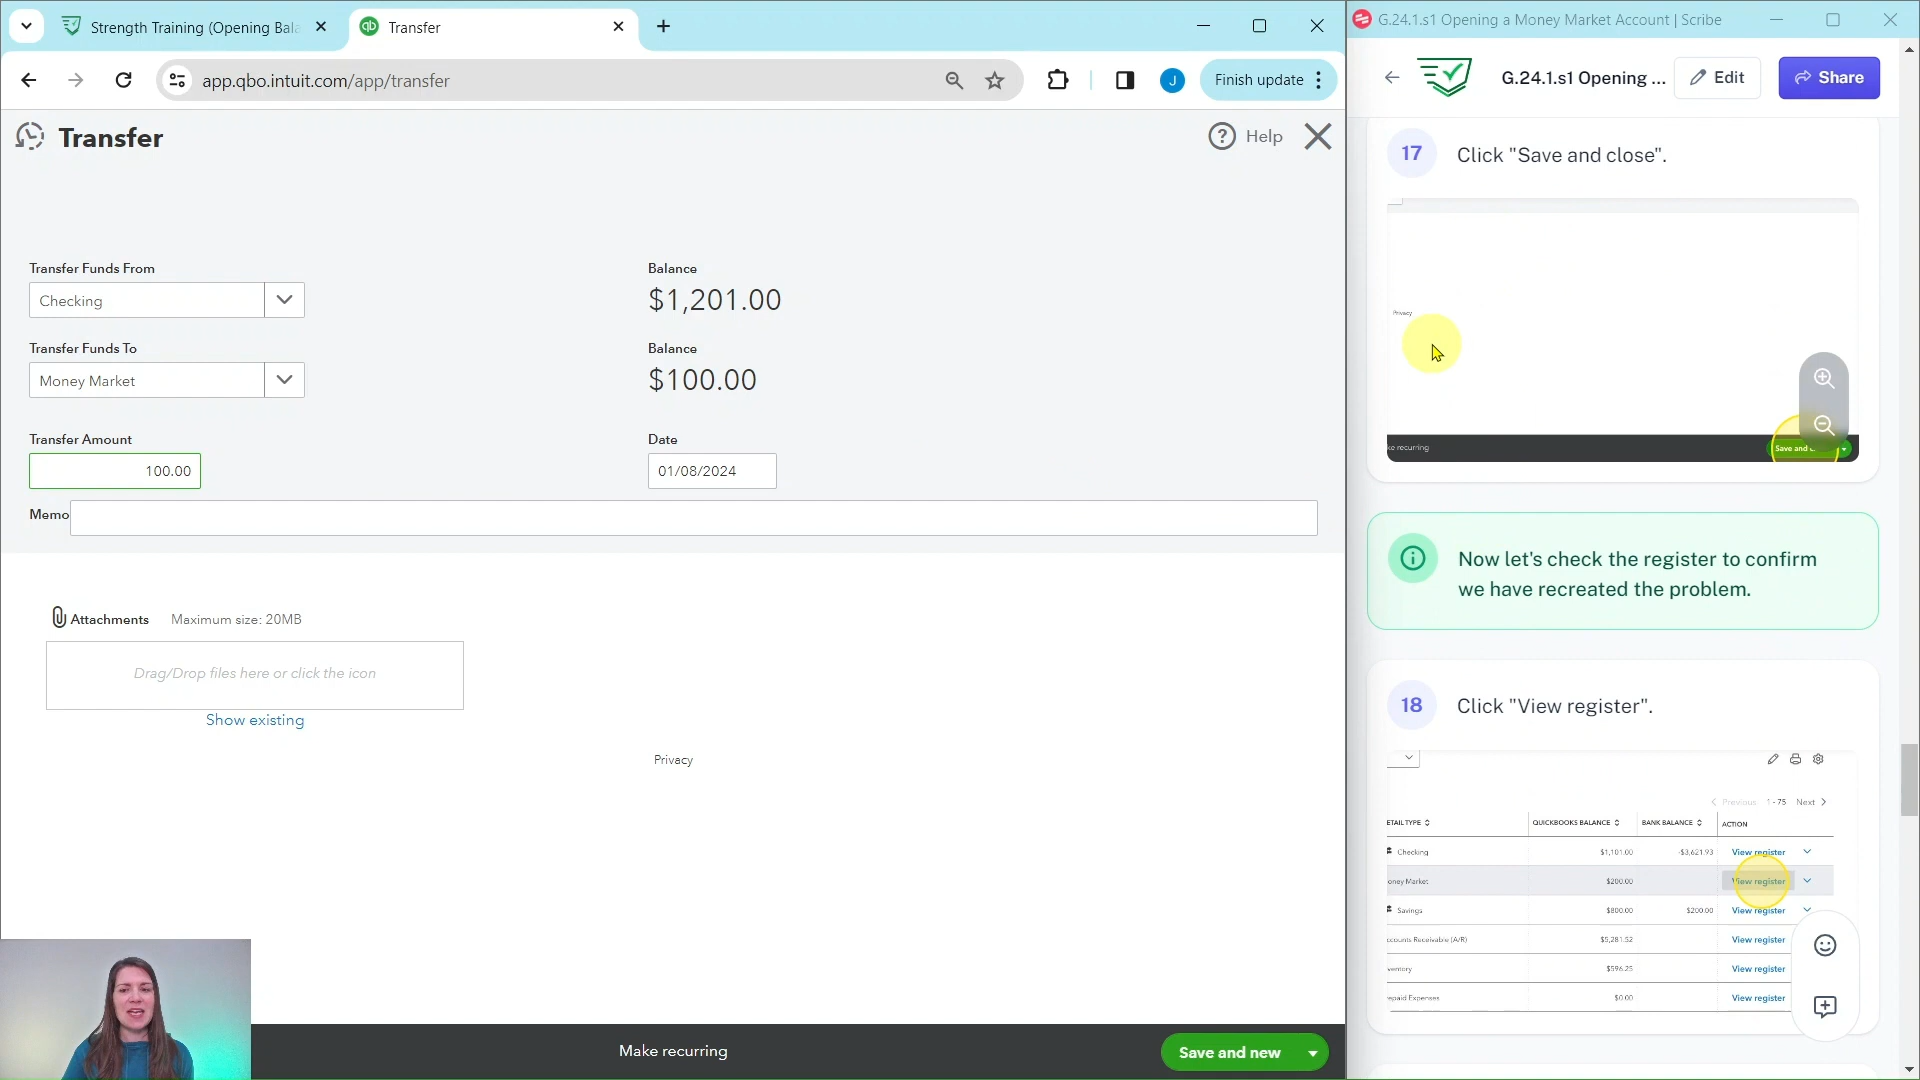 Strength Training (Opening Bala
Transfer
G.24.1.s1 Opening a Money Market Account | Scribe
app.qbo.intuit.com/app/transfer
J
Finish update
Transfer
Help
Transfer Funds From
Checking
Balance
$1,201.00
Transfer Funds To
Money Market
Balance
$100.00
Transfer Amount
100.00
Date
01/08/2024
Memo
Attachments
Maximum size: 20MB
Drag/Drop files here or click the icon
Show existing
Privacy
Make recurring
Save and new
G.24.1.s1 Opening ...
Edit
Share
17
Click "Save and close".
Privacy
ke recurring
Save and c
Now let's check the register to confirm
we have recreated the problem.
18
Click "View register".
Previous 1-75 Next
ETAIL TYPE QUICKBOOKS BALANCE BANK BALANCE ACTION
Checking $1,101.00 -$3,621.93 View register
oney Market $200.00 View register
Savings $800.00 $200.00 View register
ccounts Receivable (A/R) $5,281.52 View register
ventory $596.25 View register
repaid Expenses $0.00 View register